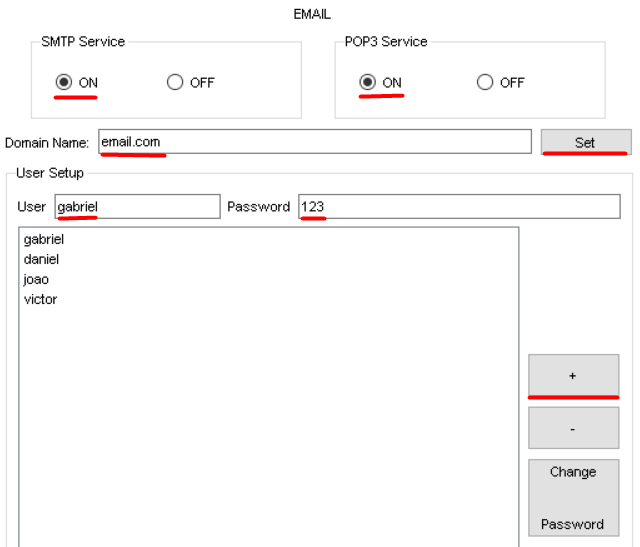 EMAIL
SMTP Service
POP3 Service
ON
OFF
ON
OFF
Domain Name: email.com
Set
User Setup
User gabriel
Password 123
gabriel
daniel
joao
victor
+
-
Change
Password